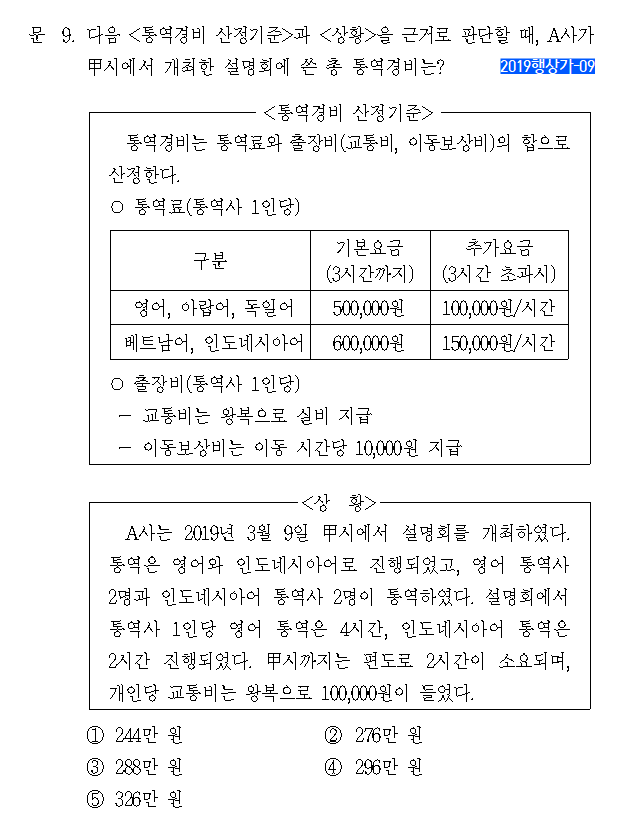 문 9. 다음 <통역경비 산정기준>과 <상황>을 근거로 판단할 때, A사가
甲시에서 개최한 설명회에 쓴 총 통역경비는?
2019행상가-09
<통역경비 산정기준>
통역경비는 통역료와 출장비(교통비, 이동보상비)의 합으로
산정한다.
○ 통역료(통역사 1인당)
구분 기본요금 (3시간까지) 추가요금 (3시간 초과시)
영어, 아랍어, 독일어 500,000원 100,000원/시간
베트남어, 인도네시아어 600,000원 150,000원/시간
○ 출장비(통역사 1인당)
- 교통비는 왕복으로 실비 지급
- 이동보상비는 이동 시간당 10,000원 지급
<상 황>
A사는 2019년 3월 9일 甲시에서 설명회를 개최하였다.
통역은 영어와 인도네시아어로 진행되었고, 영어 통역사
2명과 인도네시아어 통역사 2명이 통역하였다. 설명회에서
통역사 1인당 영어 통역은 4시간, 인도네시아어 통역은
2시간 진행되었다. 甲시까지는 편도로 2시간이 소요되며,
개인당 교통비는 왕복으로 100,000원이 들었다.
① 244만 원 ② 276만 원
③ 288만 원 ④ 296만 원
⑤ 326만 원